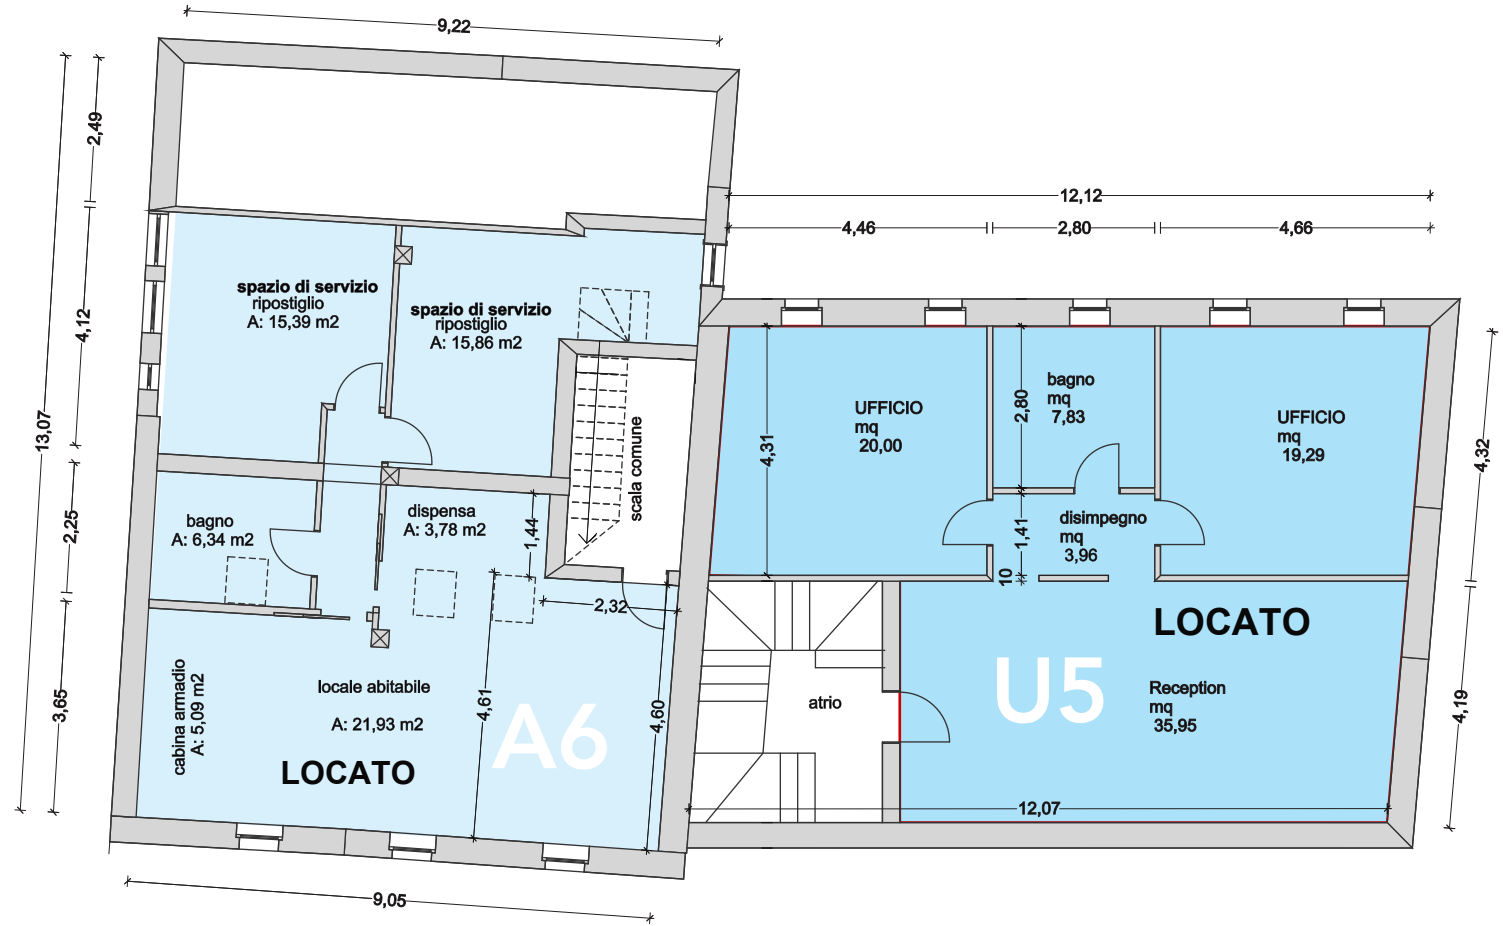 9,22
2,49
13,07
4,12
2,25
3,65
12,12
4,46
2,80
4,66
spazio di servizio
ripostiglio
A: 15,39 m2
spazio di servizio
ripostiglio
A: 15,86 m2
scala comune
bagno
A: 6,34 m2
dispensa
A: 3,78 m2
1,44
2,32
4,61
4,60
cabina armadio
A: 5,09 m2
locale abitabile
A: 21,93 m2
A6
LOCATO
9,05
4,31
UFFICIO
mq
20,00
2,80
bagno
mq
7,83
UFFICIO
mq
19,29
4,32
1,41
disimpegno
mq
3,96
10
LOCATO
U5
Reception
mq
35,95
atrio
4,19
12,07